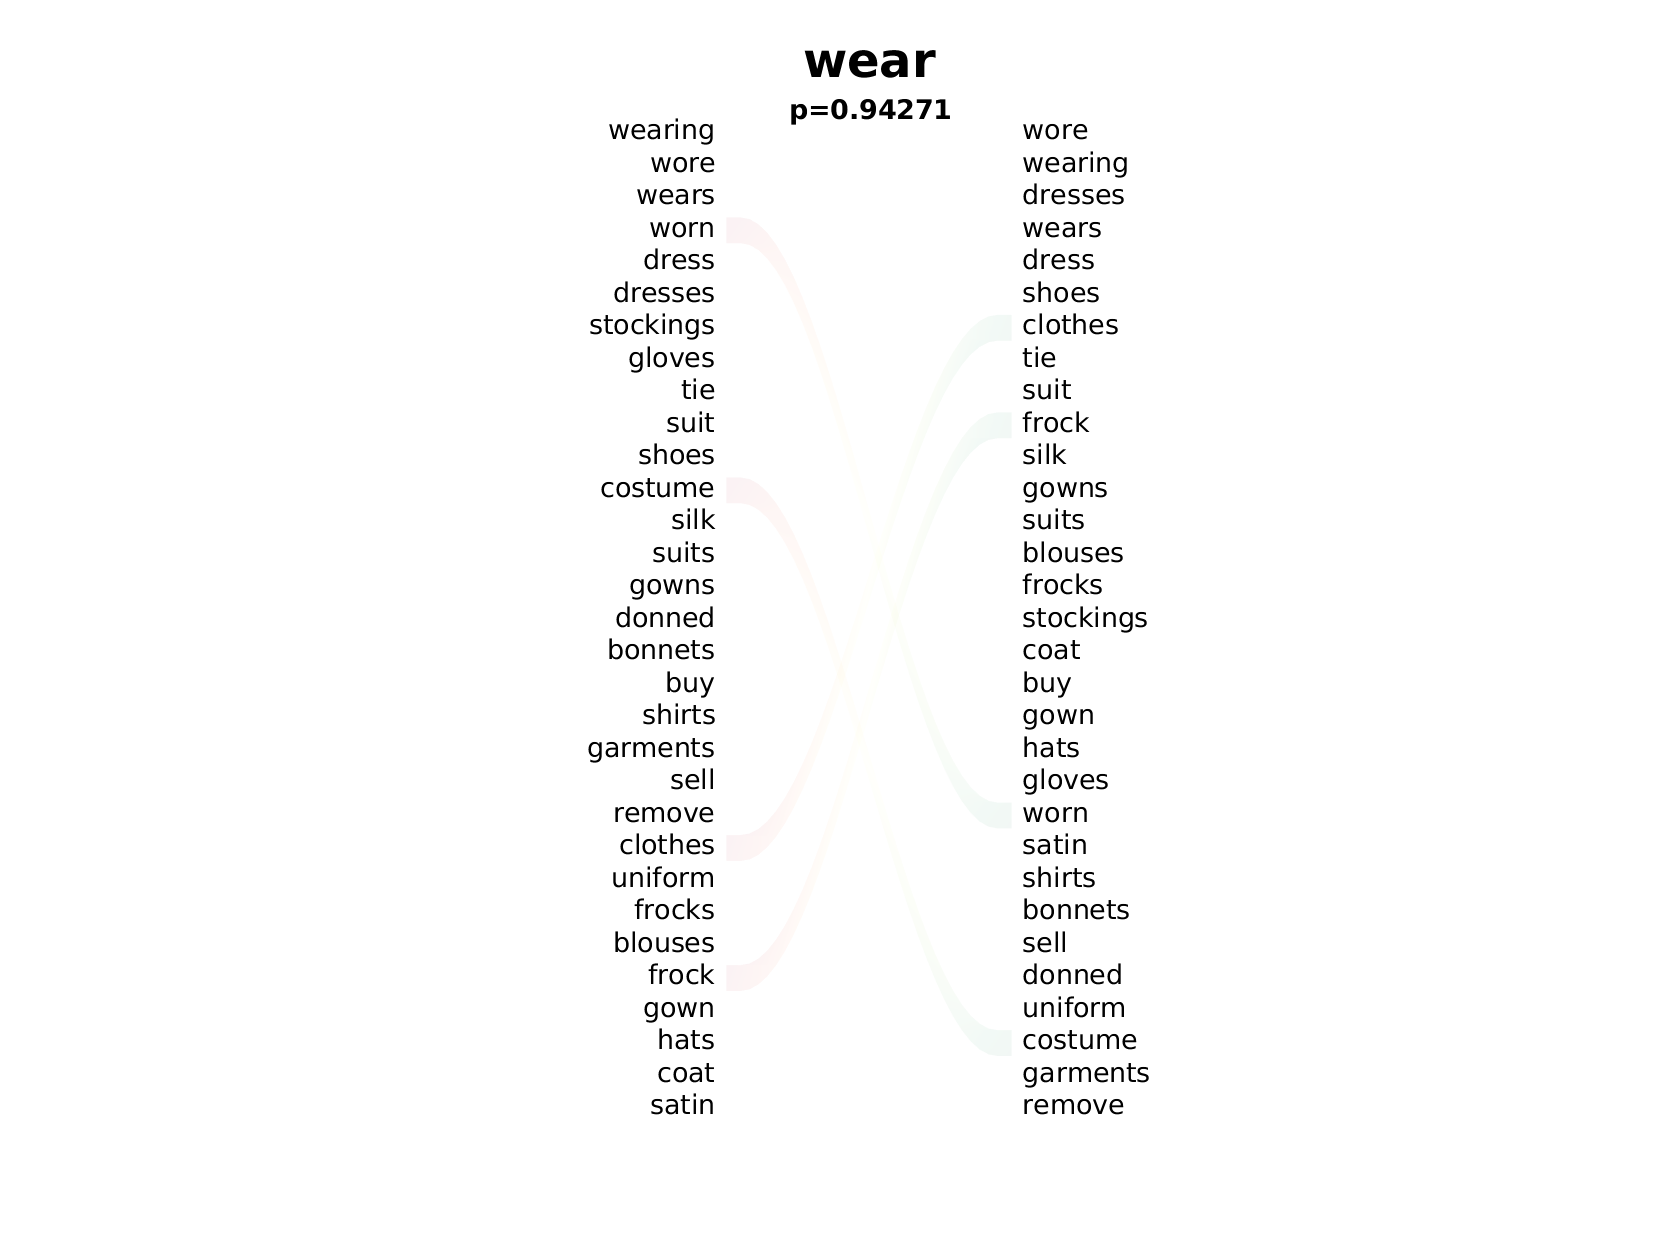 wear
p=0.94271
wearing wore
wore wearing
wears dresses
worn wears
dress dress
dresses shoes
stockings clothes
gloves tie
tie suit
suit frock
shoes silk
costume gowns
silk suits
suits blouses
gowns frocks
donned stockings
bonnets coat
buy buy
shirts gown
garments hats
sell gloves
remove worn
clothes satin
uniform shirts
frocks bonnets
blouses sell
frock donned
gown uniform
hats costume
coat garments
satin remove